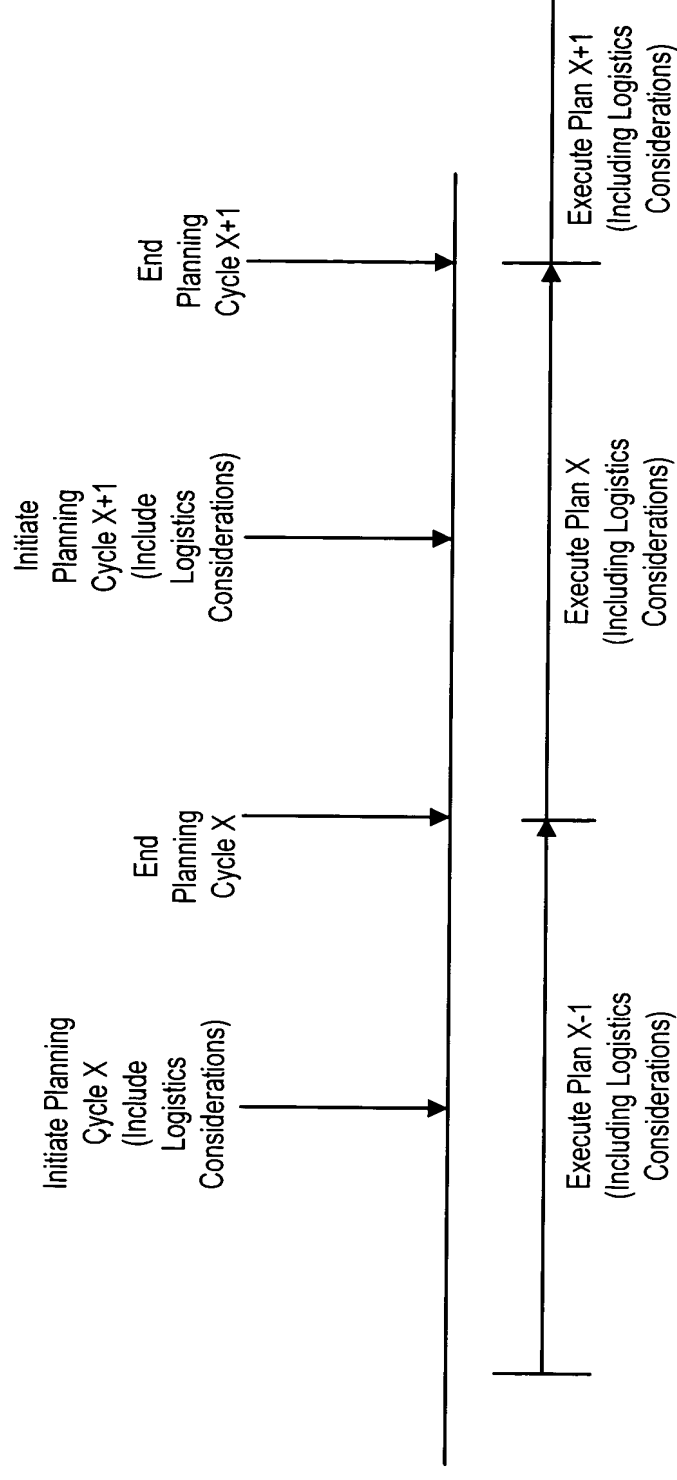 Initiate Planning
Cycle X
(Include
Logistics
Considerations)
End
Planning
Cycle X
Initiate
Planning
Cycle X+1
(Include
Logistics
Considerations)
End
Planning
Cycle X+1
Execute Plan X-1
(Including Logistics
Considerations)
Execute Plan X
(Including Logistics
Considerations)
Execute Plan X+1
(Including Logistics
Considerations)